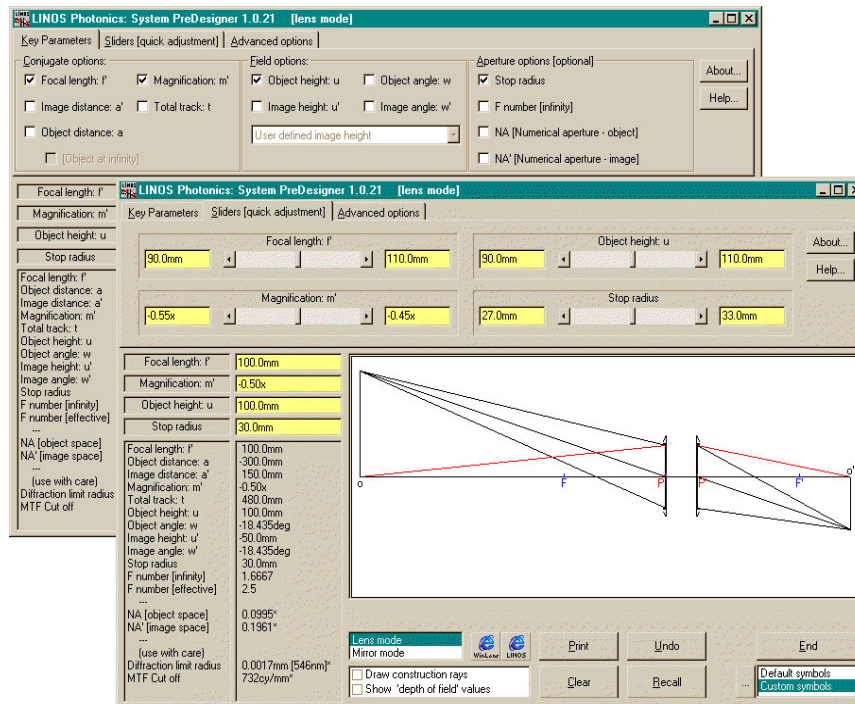 LINOS Photonics: System PreDesigner 1.0.21 [lens mode]
Key Parameters Sliders [quick adjustment] Advanced options
Conjugate options:
Focal length: f'
Magnification: m'
Image distance: a'
Total track: t
Object distance: a
[Object at infinity]
Field options:
Object height: u
Object angle: w
Image height: u'
Image angle: w'
User defined image height
Aperture options [optional]
Stop radius
F number [infinity]
NA [Numerical aperture - object]
NA' [Numerical aperture - image]
About...
Help...
Focal length: f'
Magnification: m'
Object height: u
Stop radius
Focal length: f'
Object distance: a
Image distance: a'
Magnification: m'
Total track: t
Object height: u
Object angle: w
Image height: u'
Image angle: w'
Stop radius
F number [infinity]
F number [effective]
---
NA [object space]
NA' [image space]
---
(use with care)
Diffraction limit radius
MTF Cut off
LINOS Photonics: System PreDesigner 1.0.21 [lens mode]
Key Parameters Sliders [quick adjustment] Advanced options
Focal length: f'
90.0mm 110.0mm
Object height: u
90.0mm 110.0mm
Magnification: m'
-0.55x -0.45x
Stop radius
27.0mm 33.0mm
About...
Help...
Focal length: f' 100.0mm
Magnification: m' -0.50x
Object height: u 100.0mm
Stop radius 30.0mm
Focal length: f' 100.0mm
Object distance: a -300.0mm
Image distance: a' 150.0mm
Magnification: m' -0.50x
Total track: t 480.0mm
Object height: u 100.0mm
Object angle: w -18.435deg
Image height: u' -50.0mm
Image angle: w' -18.435deg
Stop radius 30.0mm
F number [infinity] 1.6667
F number [effective] 2.5
---
NA [object space] 0.0995*
NA' [image space] 0.1961*
---
(use with care)
Diffraction limit radius 0.0017mm [546nm]*
MTF Cut off 732cy/mm*
o F P P' F' o'
Lens mode
Mirror mode
Draw construction rays
Show 'depth of field' values
WinLens LINOS
Print Undo End
Clear Recall ...
Default symbols
Custom symbols